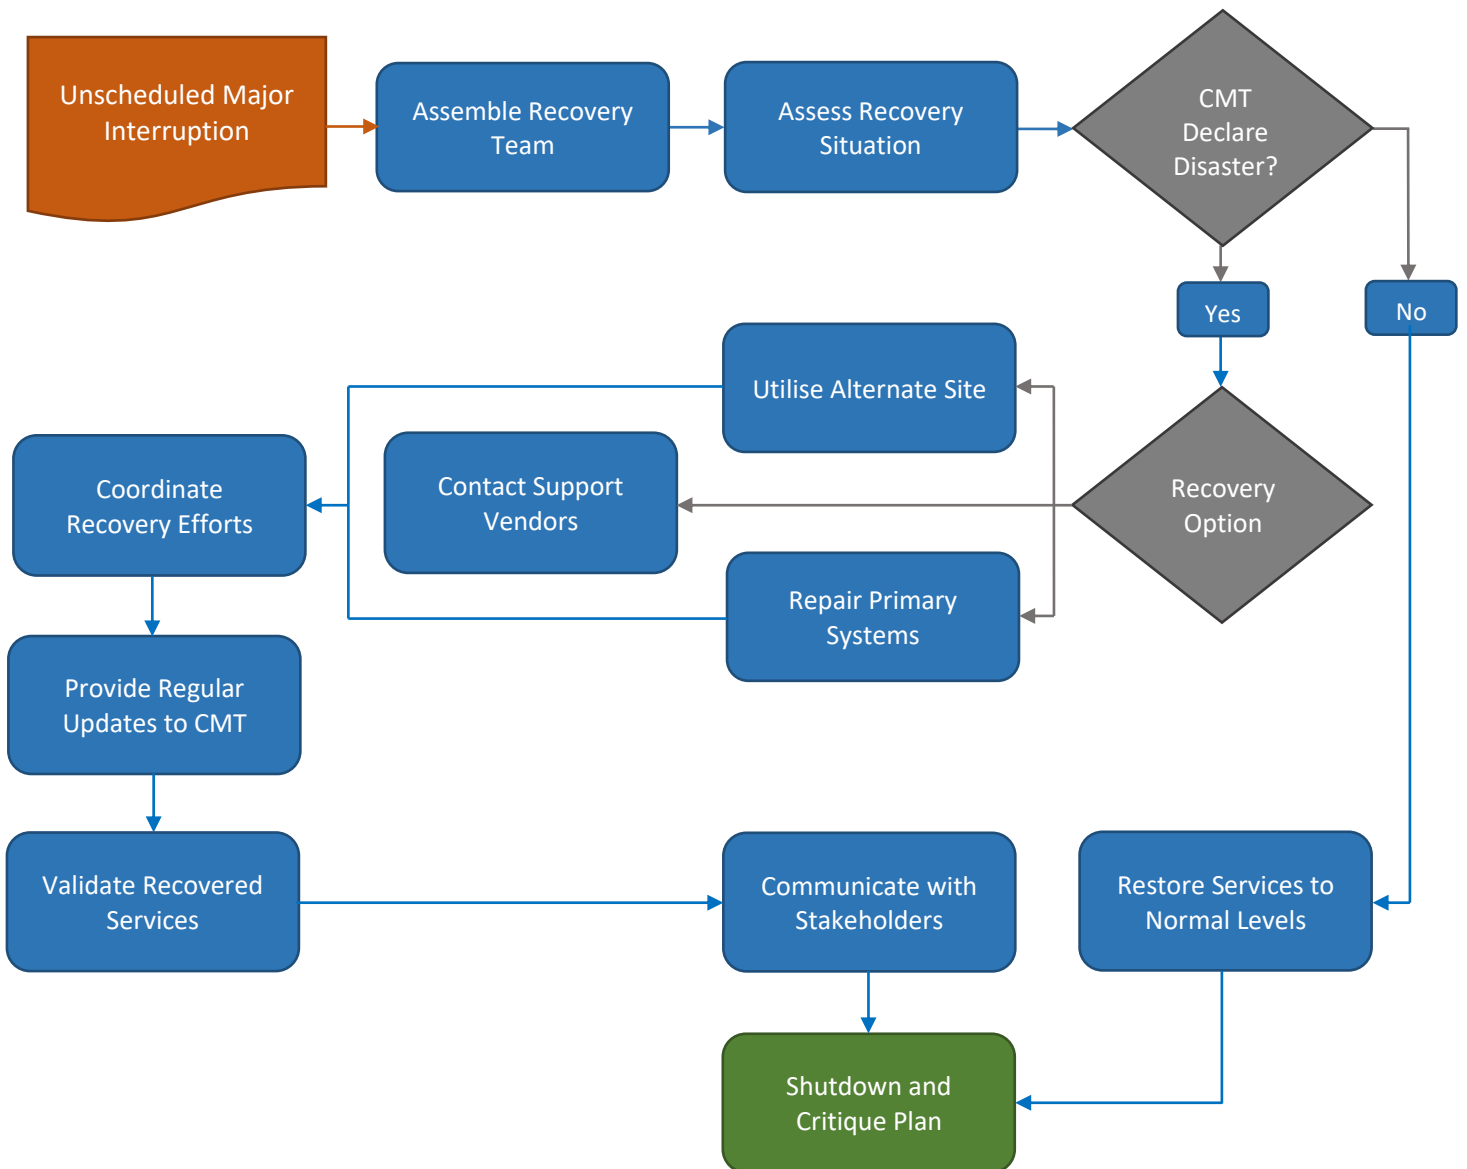 Unscheduled Major
Interruption
Assemble Recovery
Team
Assess Recovery
Situation
CMT
Declare
Disaster?
Yes
No
Utilise Alternate Site
Contact Support
Vendors
Recovery
Option
Coordinate
Recovery Efforts
Repair Primary
Systems
Provide Regular
Updates to CMT
Validate Recovered
Services
Communicate with
Stakeholders
Restore Services to
Normal Levels
Shutdown and
Critique Plan